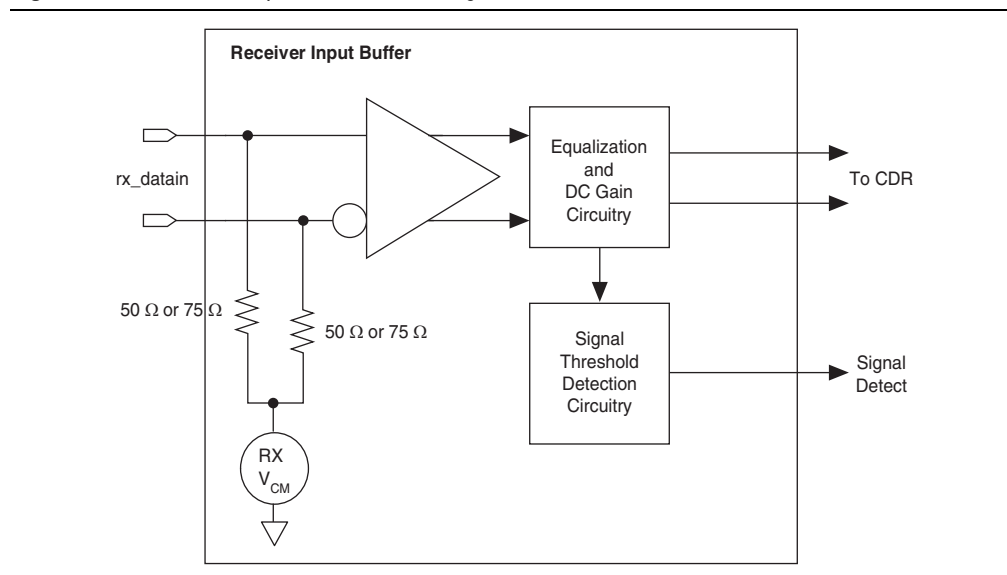 Receiver Input Buffer
rx_datain
Equalization
and
DC Gain
Circuitry
To CDR
50 Ω or 75 Ω
50 Ω or 75 Ω
Signal
Threshold
Detection
Circuitry
Signal
Detect
RX
V_CM